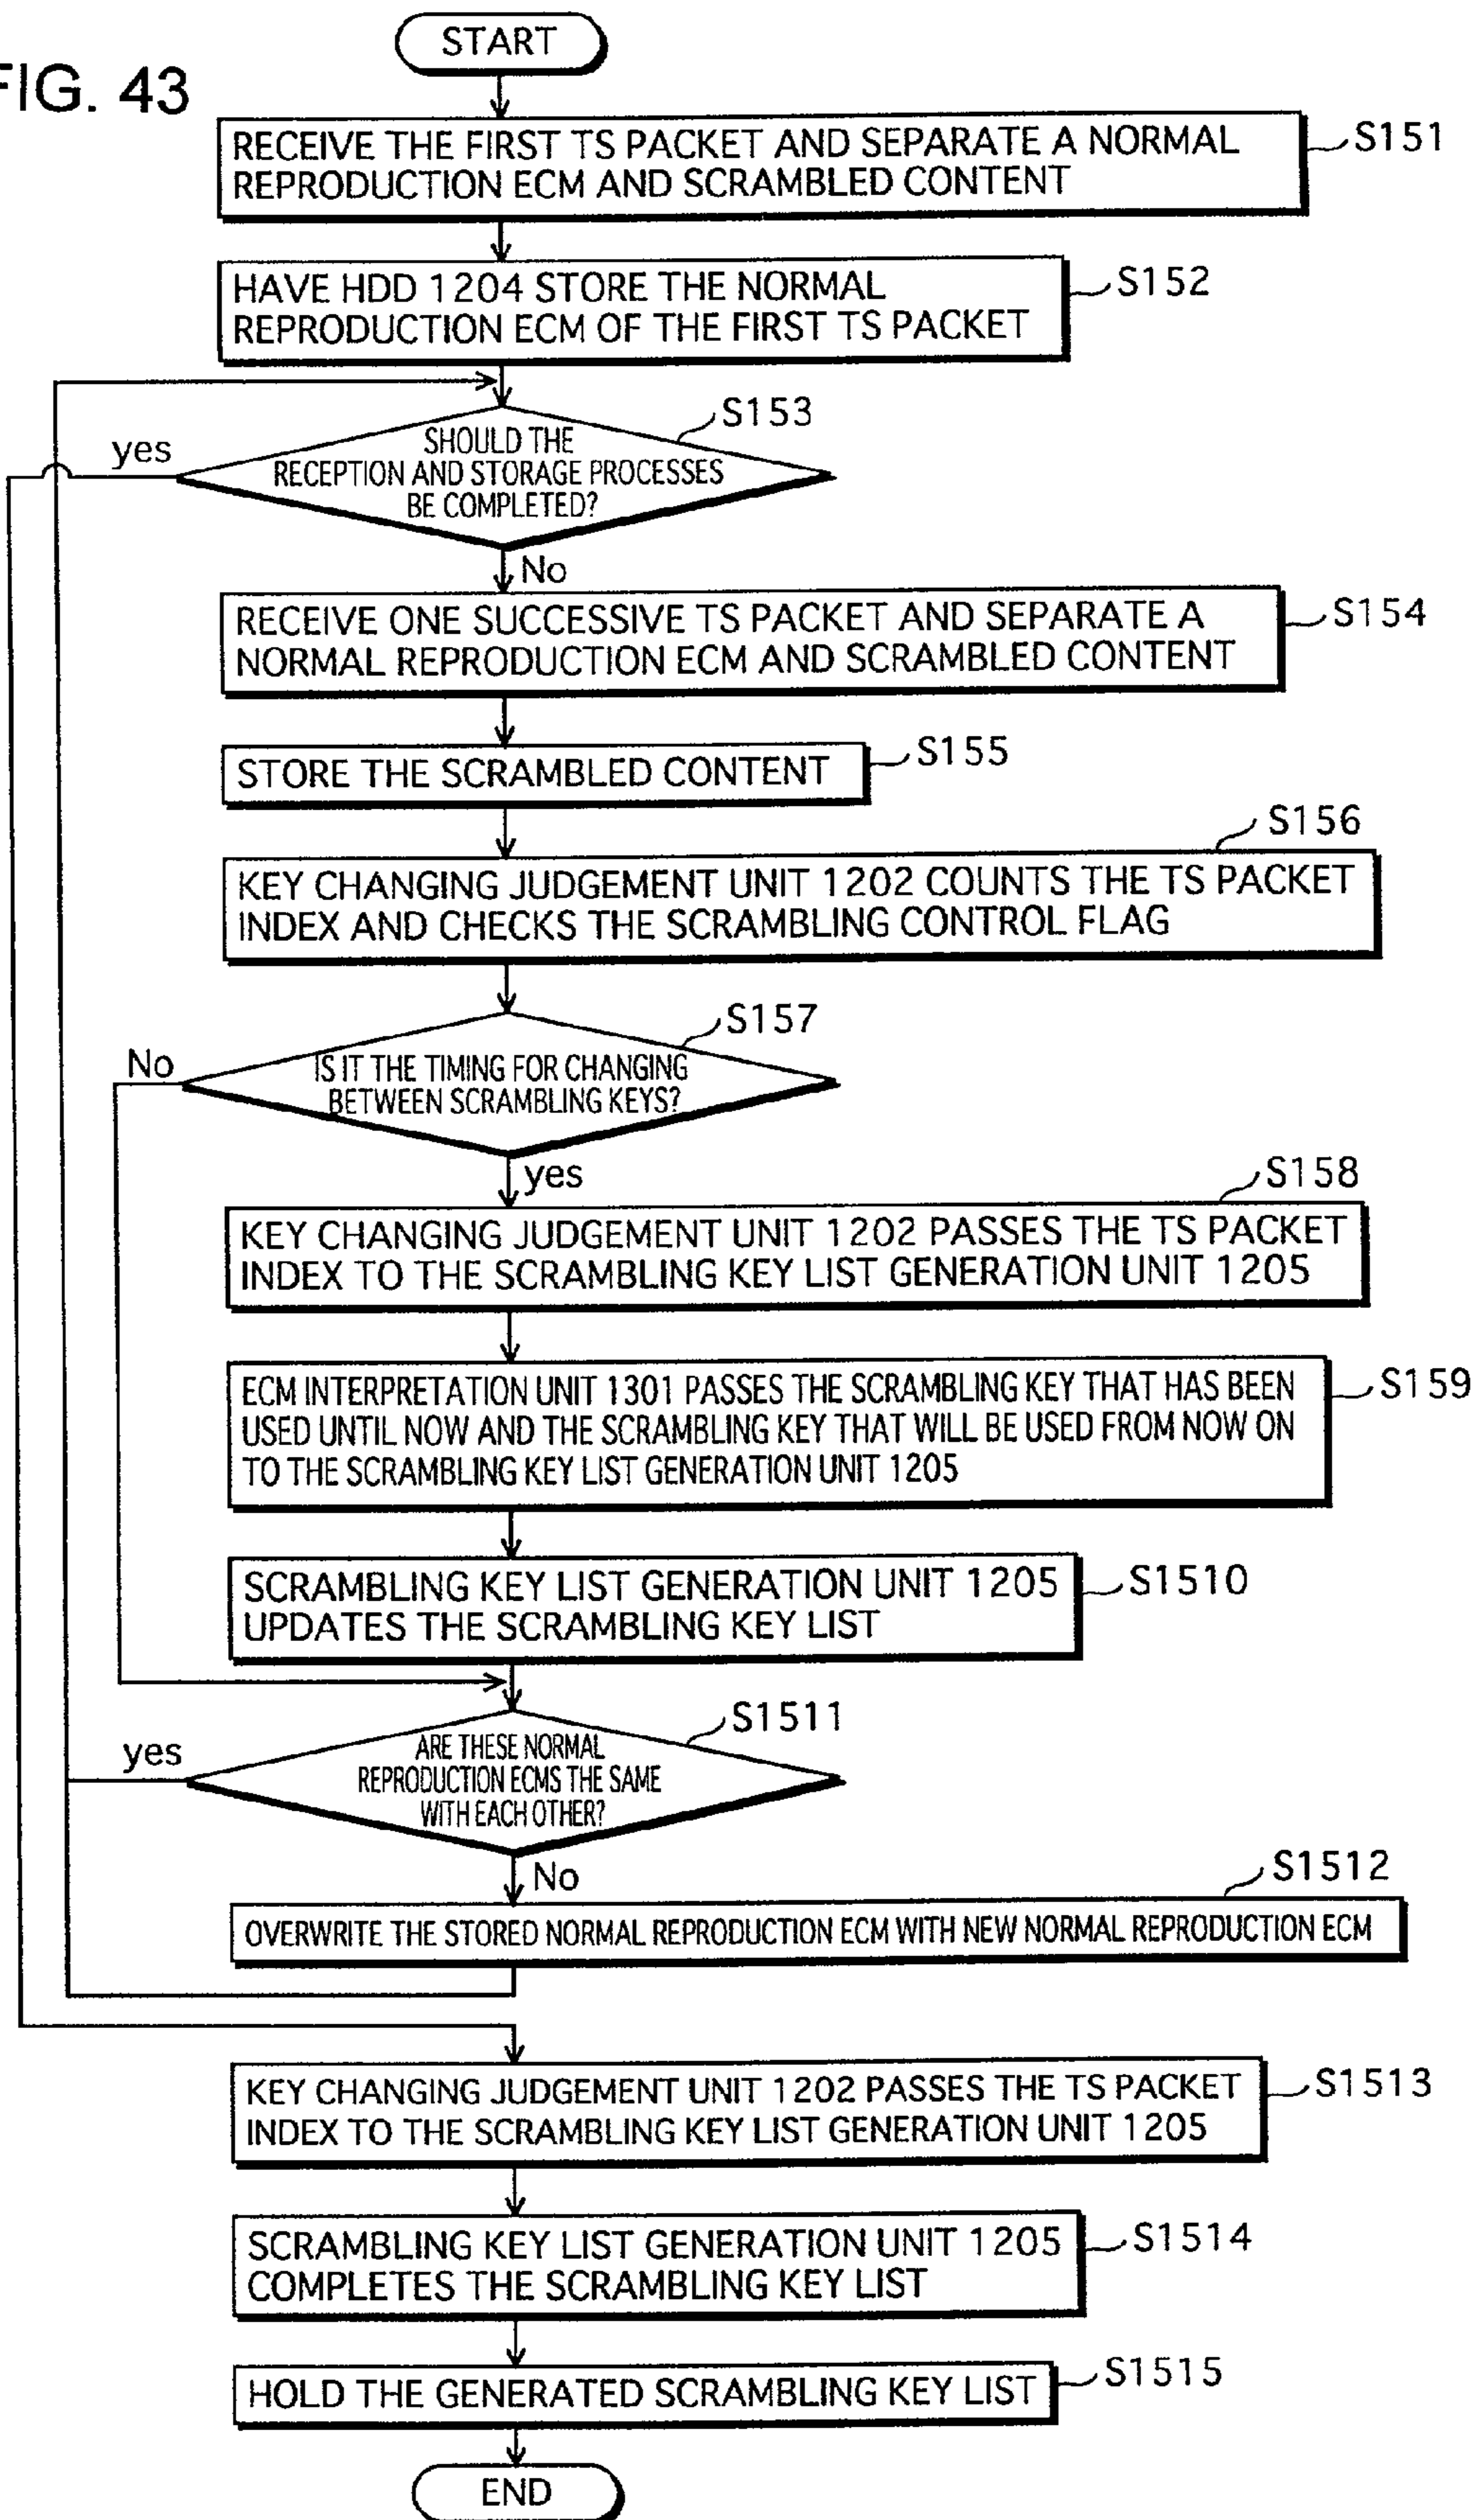 START
FIG. 43
RECEIVE THE FIRST TS PACKET AND SEPARATE A NORMAL
REPRODUCTION ECM AND SCRAMBLED CONTENT
S151
HAVE HDD 1204 STORE THE NORMAL
REPRODUCTION ECM OF THE FIRST TS PACKET
S152
S153
yes
SHOULD THE
RECEPTION AND STORAGE PROCESSES
BE COMPLETED?
No
RECEIVE ONE SUCCESSIVE TS PACKET AND SEPARATE A
NORMAL REPRODUCTION ECM AND SCRAMBLED CONTENT
S154
STORE THE SCRAMBLED CONTENT
S155
S156
KEY CHANGING JUDGEMENT UNIT 1202 COUNTS THE TS PACKET
INDEX AND CHECKS THE SCRAMBLING CONTROL FLAG
S157
No
IS IT THE TIMING FOR CHANGING
BETWEEN SCRAMBLING KEYS?
yes
S158
KEY CHANGING JUDGEMENT UNIT 1202 PASSES THE TS PACKET
INDEX TO THE SCRAMBLING KEY LIST GENERATION UNIT 1205
ECM INTERPRETATION UNIT 1301 PASSES THE SCRAMBLING KEY THAT HAS BEEN
USED UNTIL NOW AND THE SCRAMBLING KEY THAT WILL BE USED FROM NOW ON
TO THE SCRAMBLING KEY LIST GENERATION UNIT 1205
S159
SCRAMBLING KEY LIST GENERATION UNIT 1205
UPDATES THE SCRAMBLING KEY LIST
S1510
S1511
yes
ARE THESE NORMAL
REPRODUCTION ECMS THE SAME
WITH EACH OTHER?
No
S1512
OVERWRITE THE STORED NORMAL REPRODUCTION ECM WITH NEW NORMAL REPRODUCTION ECM
KEY CHANGING JUDGEMENT UNIT 1202 PASSES THE TS PACKET
INDEX TO THE SCRAMBLING KEY LIST GENERATION UNIT 1205
S1513
SCRAMBLING KEY LIST GENERATION UNIT 1205
COMPLETES THE SCRAMBLING KEY LIST
S1514
HOLD THE GENERATED SCRAMBLING KEY LIST
S1515
END